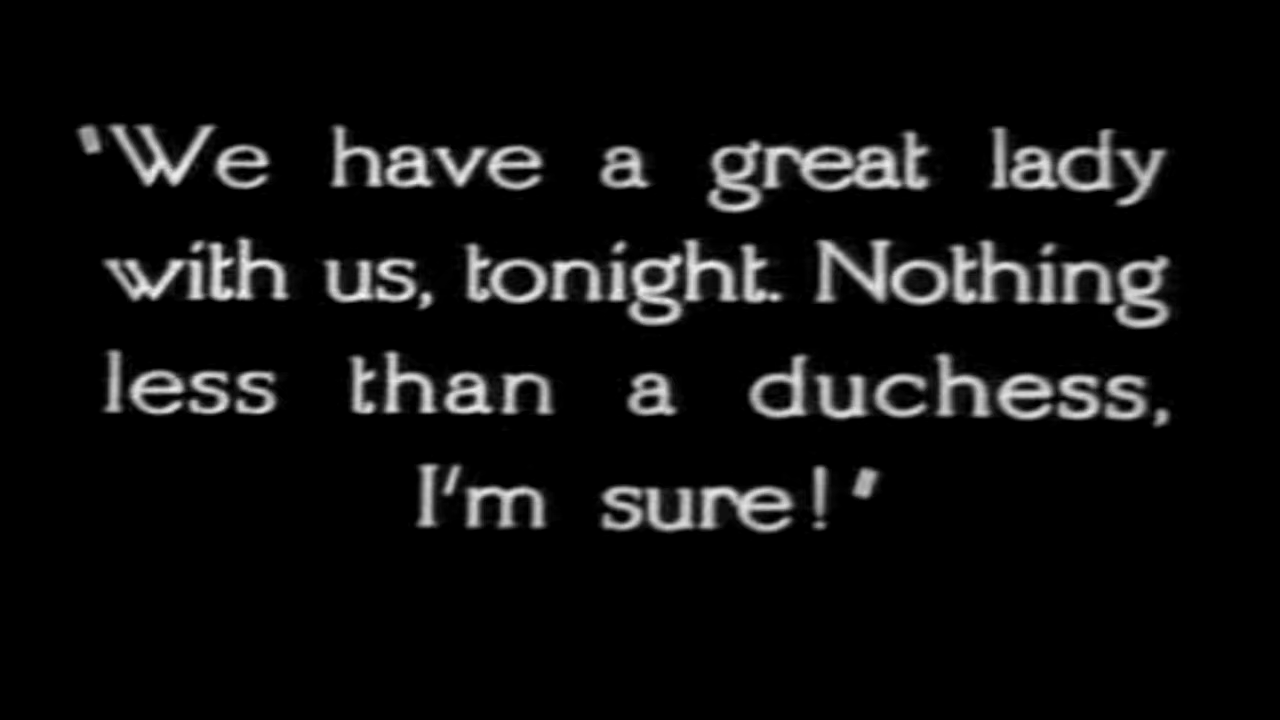 "We have a great lady
with us, tonight. Nothing
less than a duchess,
I'm sure!"